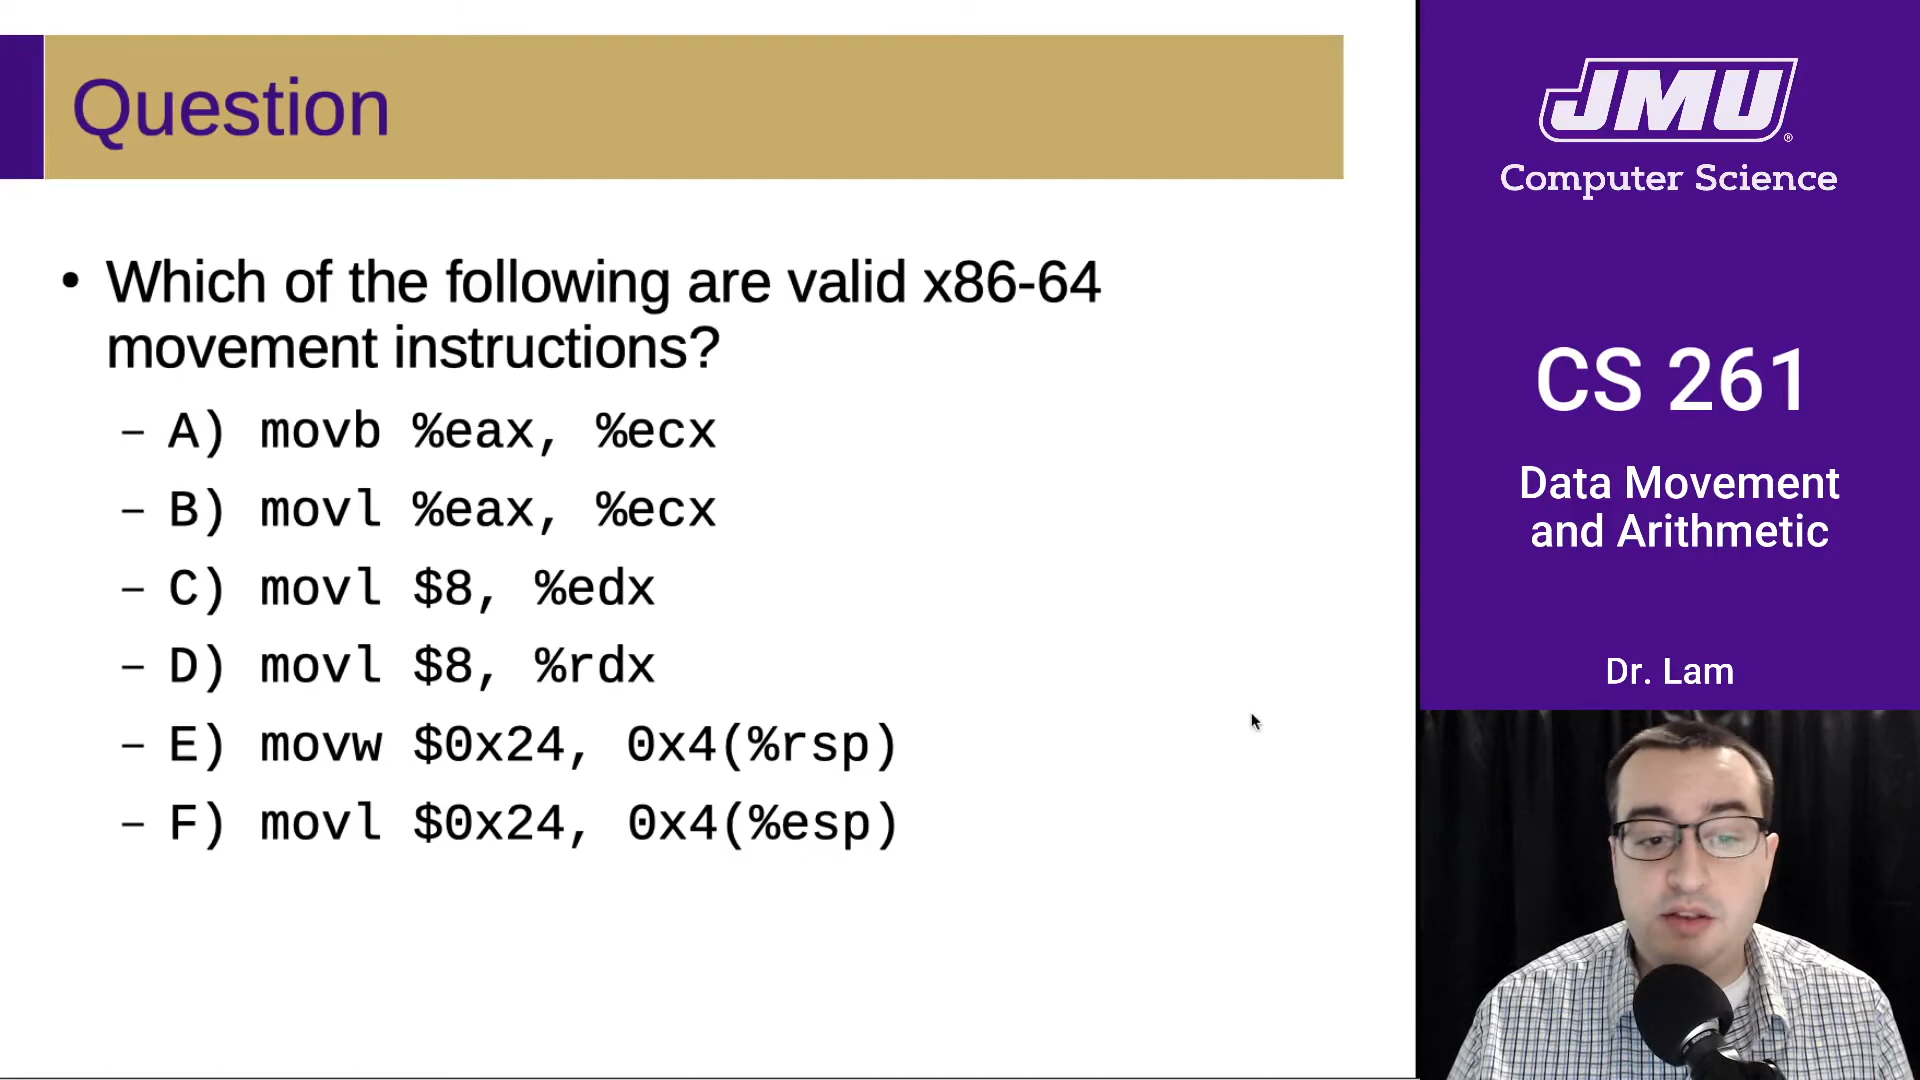 Question
• Which of the following are valid x86-64
movement instructions?
– A) movb %eax, %ecx
– B) movl %eax, %ecx
– C) movl $8, %edx
– D) movl $8, %rdx
– E) movw $0x24, 0x4(%rsp)
– F) movl $0x24, 0x4(%esp)
JMU®
Computer Science
CS 261
Data Movement
and Arithmetic
Dr. Lam